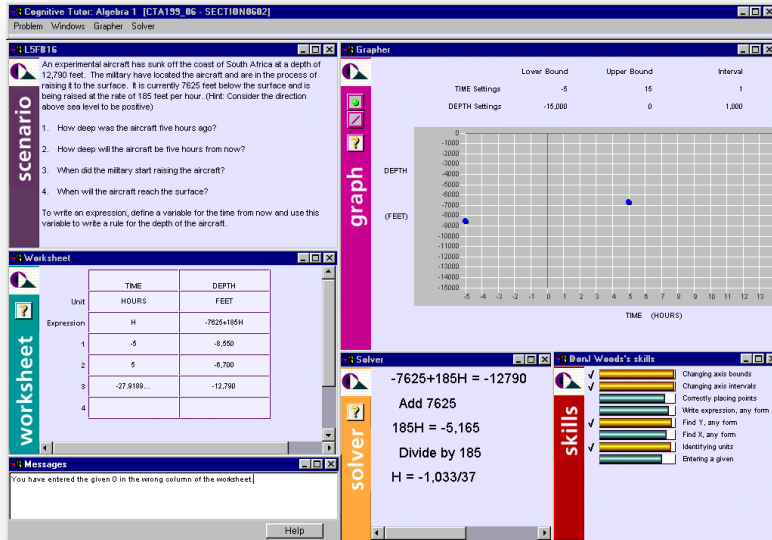 Cognitive Tutor: Algebra 1 [CTA199_06 - SECTION0602]
Problem Windows Grapher Solver
L5FB16
scenario
An experimental aircraft has sunk off the coast of South Africa at a depth of
12,790 feet. The military have located the aircraft and are in the process of
raising it to the surface. It is currently 7625 feet below the surface and is
being raised at the rate of 185 feet per hour. (Hint: Consider the direction
above sea level to be positive)
1. How deep was the aircraft five hours ago?
2. How deep will the aircraft be five hours from now?
3. When did the military start raising the aircraft?
4. When will the aircraft reach the surface?
To write an expression, define a variable for the time from now and use this
variable to write a rule for the depth of the aircraft.
Grapher
graph
?
Lower Bound Upper Bound Interval
TIME Settings -5 15 1
DEPTH Settings -15,000 0 1,000
DEPTH
(FEET)
0
-1000
-2000
-3000
-4000
-5000
-6000
-7000
-8000
-9000
-10000
-11000
-12000
-13000
-14000
-15000
-5 -4 -3 -2 -1 0 1 2 3 4 5 6 7 8 9 10 11 12 13
TIME (HOURS)
Worksheet
worksheet
?
TIME DEPTH
Unit HOURS FEET
Expression H -7625+185H
1 -5 -8,550
2 5 -6,700
3 -27.9189... -12,790
4
Messages
You have entered the given 0 in the wrong column of the worksheet.
Help
Solver
solver
?
-7625+185H = -12790
Add 7625
185H = -5,165
Divide by 185
H = -1,033/37
DonJ Woods's skills
skills
Changing axis bounds
Changing axis intervals
Correctly placing points
Write expression, any form
Find Y, any form
Find X, any form
Identifying units
Entering a given